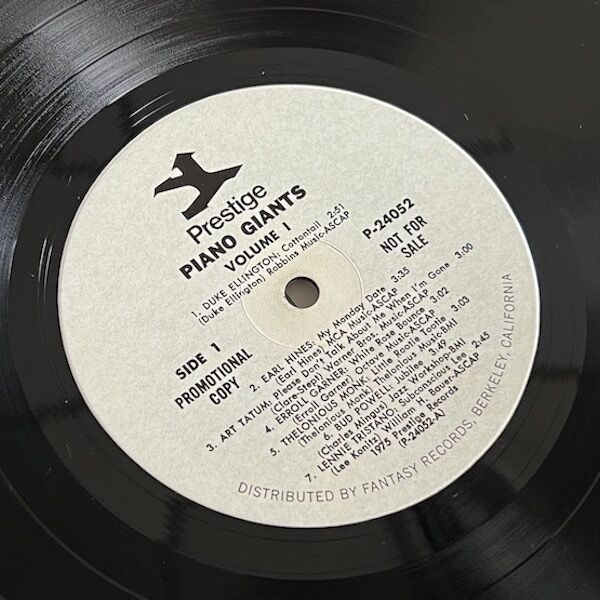 Prestige
PIANO GIANTS
VOLUME 1
P-24052
NOT FOR
SALE
SIDE 1
PROMOTIONAL
COPY
1. DUKE ELLINGTON: Cottontail 2:51
(Duke Ellington) Robbins Music-ASCAP
2. EARL HINES: My Monday Date 3:35
(Earl Hines) MCA Music-ASCAP
3. ART TATUM: Please Don't Talk About Me When I'm Gone 3:00
(Clare-Stept) Warner Bros. Music-ASCAP
4. ERROLL GARNER: White Rose Bounce 3:02
(Erroll Garner) Octave Music-ASCAP
5. THELONIOUS MONK: Little Rootie Tootie 3:03
(Thelonious Monk) Thelonious Music-BMI
6. BUD POWELL: Jubilee 3:49
(Charles Mingus) Jazz Workshop-BMI
7. LENNIE TRISTANO: Subconscious Lee 2:45
(Lee Konitz) William H. Bauer-ASCAP
1975 Prestige Records
(P-24052-A)
DISTRIBUTED BY FANTASY RECORDS, BERKELEY, CALIFORNIA